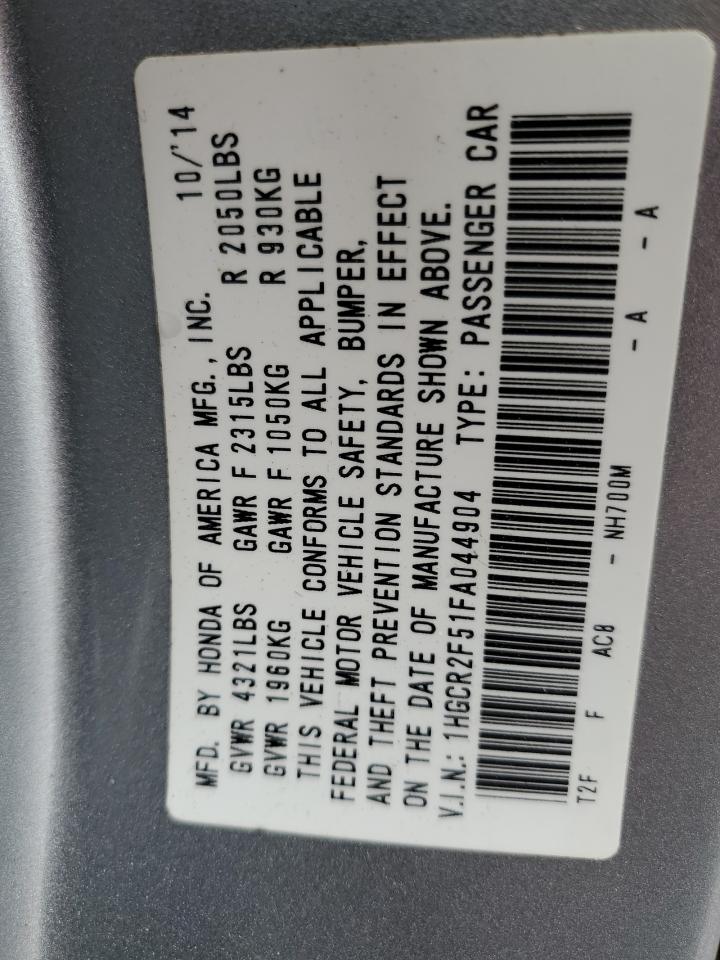 MFD. BY HONDA OF AMERICA MFG., INC. 10/'14
GVWR 4321LBS GAWR F 2315LBS R 2050LBS
GVWR 1960KG GAWR F 1050KG R 930KG
THIS VEHICLE CONFORMS TO ALL APPLICABLE
FEDERAL MOTOR VEHICLE SAFETY, BUMPER,
AND THEFT PREVENTION STANDARDS IN EFFECT
ON THE DATE OF MANUFACTURE SHOWN ABOVE.
V.I.N.: 1HGCR2F51FA044904 TYPE: PASSENGER CAR
T2F F AC8 - NH700M - A - A